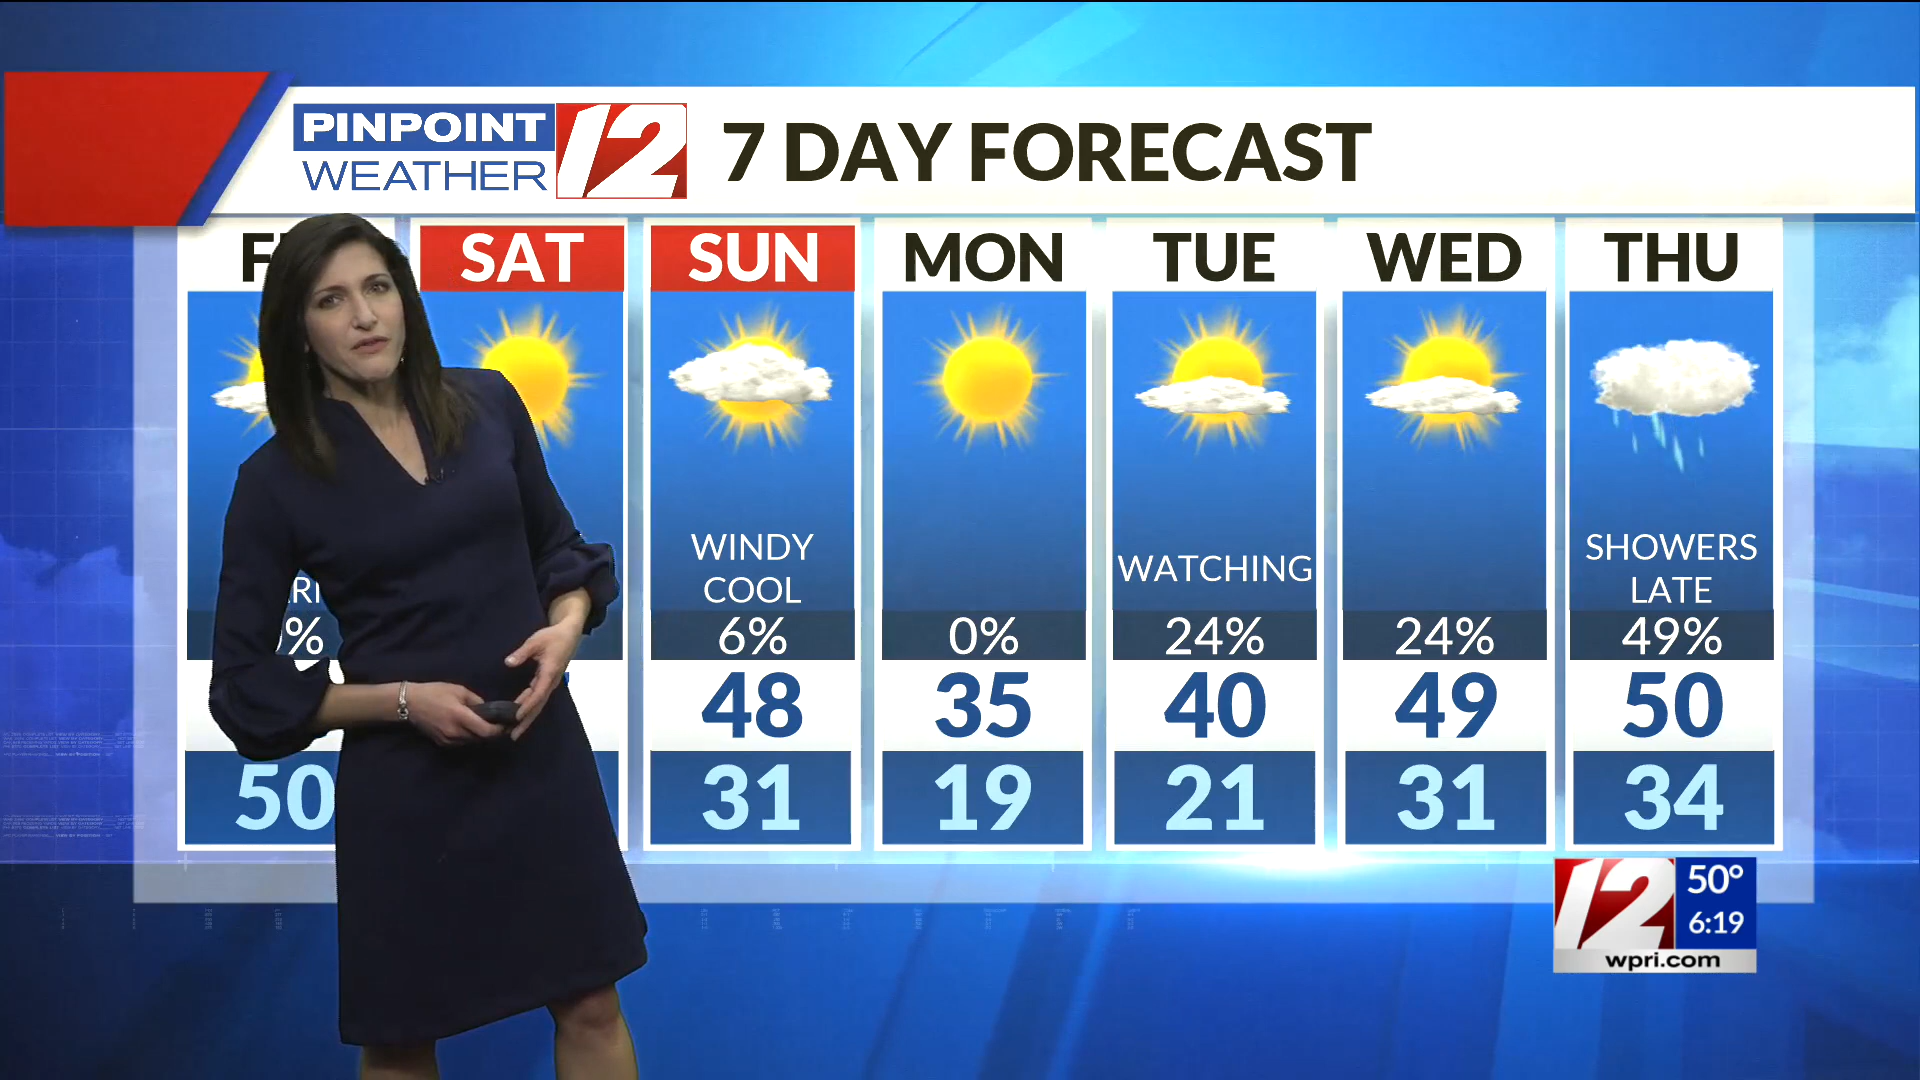 PINPOINT
WEATHER
12
7 DAY FORECAST
SAT
SUN
MON
TUE
WED
THU
WINDY
COOL
WATCHING
SHOWERS
LATE
6%
0%
24%
24%
49%
48
35
40
49
50
50
31
19
21
31
34
12
50°
6:19
wpri.com